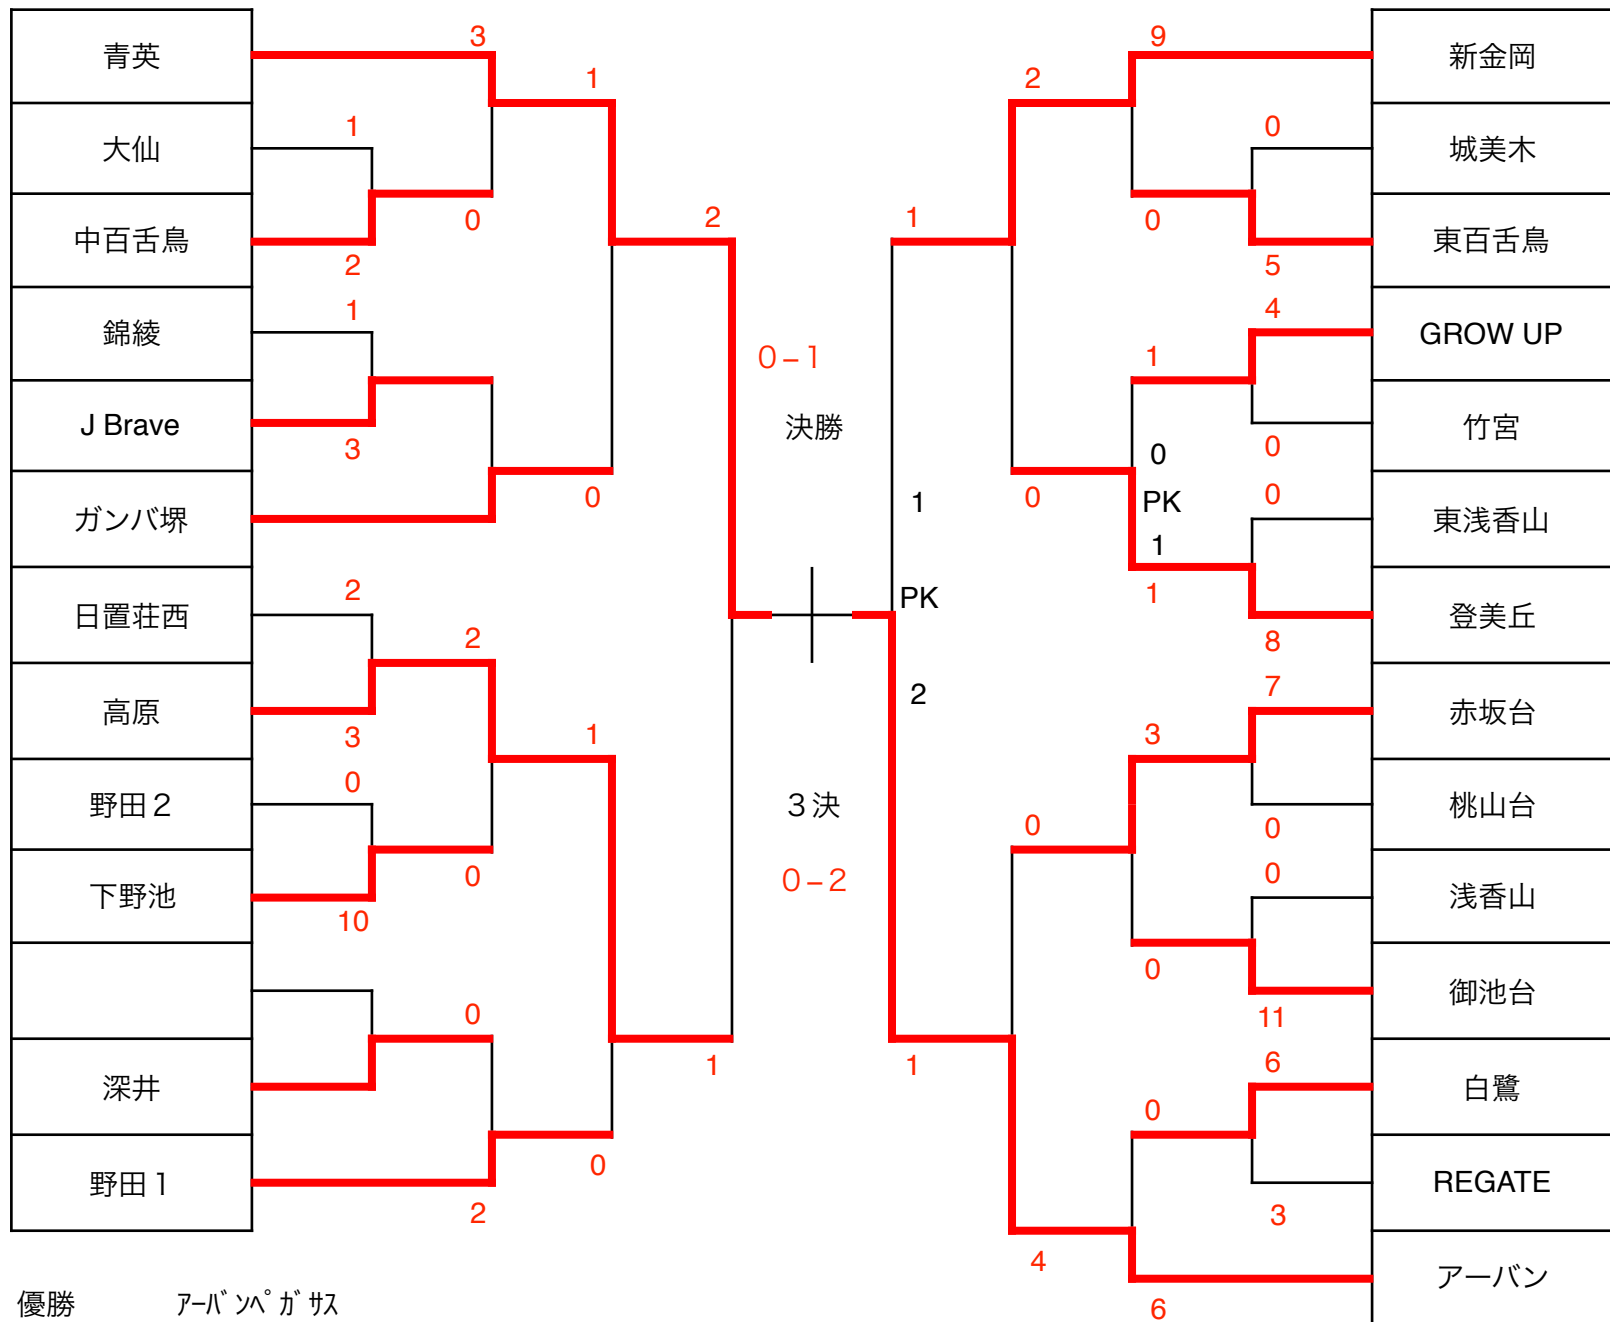 青英
大仙
中百舌鳥
錦綾
J Brave
ガンバ堺
日置荘西
高原
野田２
下野池
深井
野田１
3
1
2
1
3
2
3
0
10
0
2
0
2
0
1
0
1
0
2
1
０−１
決勝
３決
０−２
1
1
PK
2
1
2
0
0
4
9
0
1
0
PK
1
1
3
0
0
6
0
5
4
0
0
8
7
0
0
11
6
3
新金岡
城美木
東百舌鳥
GROW UP
竹宮
東浅香山
登美丘
赤坂台
桃山台
浅香山
御池台
白鷺
REGATE
アーバン
優勝 ｱｰﾊﾞﾝﾍﾟｶﾞｻｽ